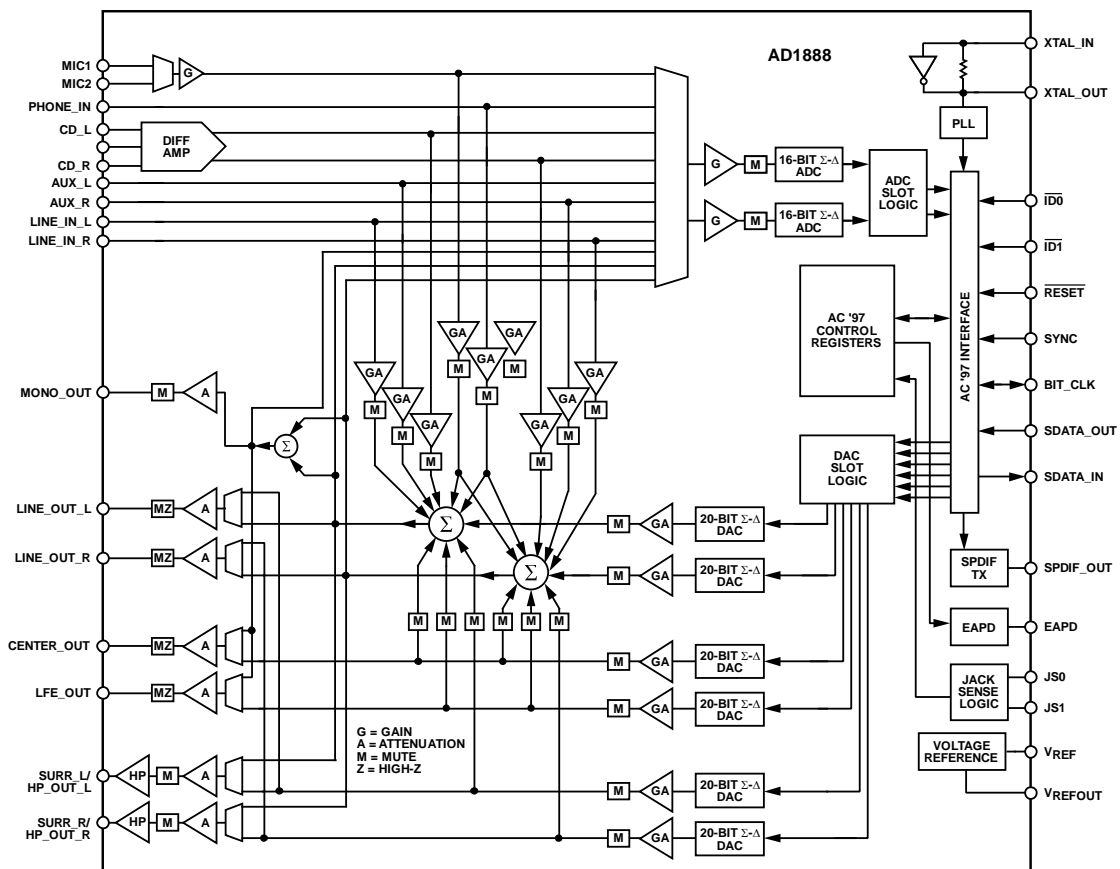 AD1888
MIC1
MIC2
G
PHONE_IN
CD_L
DIFF
AMP
CD_R
AUX_L
AUX_R
LINE_IN_L
LINE_IN_R
G
M
16-BIT Σ-Δ
ADC
G
M
16-BIT Σ-Δ
ADC
ADC
SLOT
LOGIC
PLL
XTAL_IN
XTAL_OUT
ID0
ID1
RESET
SYNC
BIT_CLK
SDATA_OUT
SDATA_IN
SPDIF_OUT
EAPD
JS0
JS1
VREF
VREFOUT
AC '97 INTERFACE
AC '97
CONTROL
REGISTERS
DAC
SLOT
LOGIC
SPDIF
TX
EAPD
JACK
SENSE
LOGIC
VOLTAGE
REFERENCE
GA
M
GA
M
GA
M
GA
M
GA
M
GA
M
GA
M
GA
M
GA
M
MONO_OUT
M
A
Σ
LINE_OUT_L
MZ
A
Σ
M
GA
20-BIT Σ-Δ
DAC
LINE_OUT_R
MZ
A
Σ
M
GA
20-BIT Σ-Δ
DAC
M
M
M
M
M
M
CENTER_OUT
MZ
A
M
GA
20-BIT Σ-Δ
DAC
LFE_OUT
MZ
A
M
GA
20-BIT Σ-Δ
DAC
G = GAIN
A = ATTENUATION
M = MUTE
Z = HIGH-Z
SURR_L/
HP_OUT_L
HP
M
A
M
GA
20-BIT Σ-Δ
DAC
SURR_R/
HP_OUT_R
HP
M
A
M
GA
20-BIT Σ-Δ
DAC